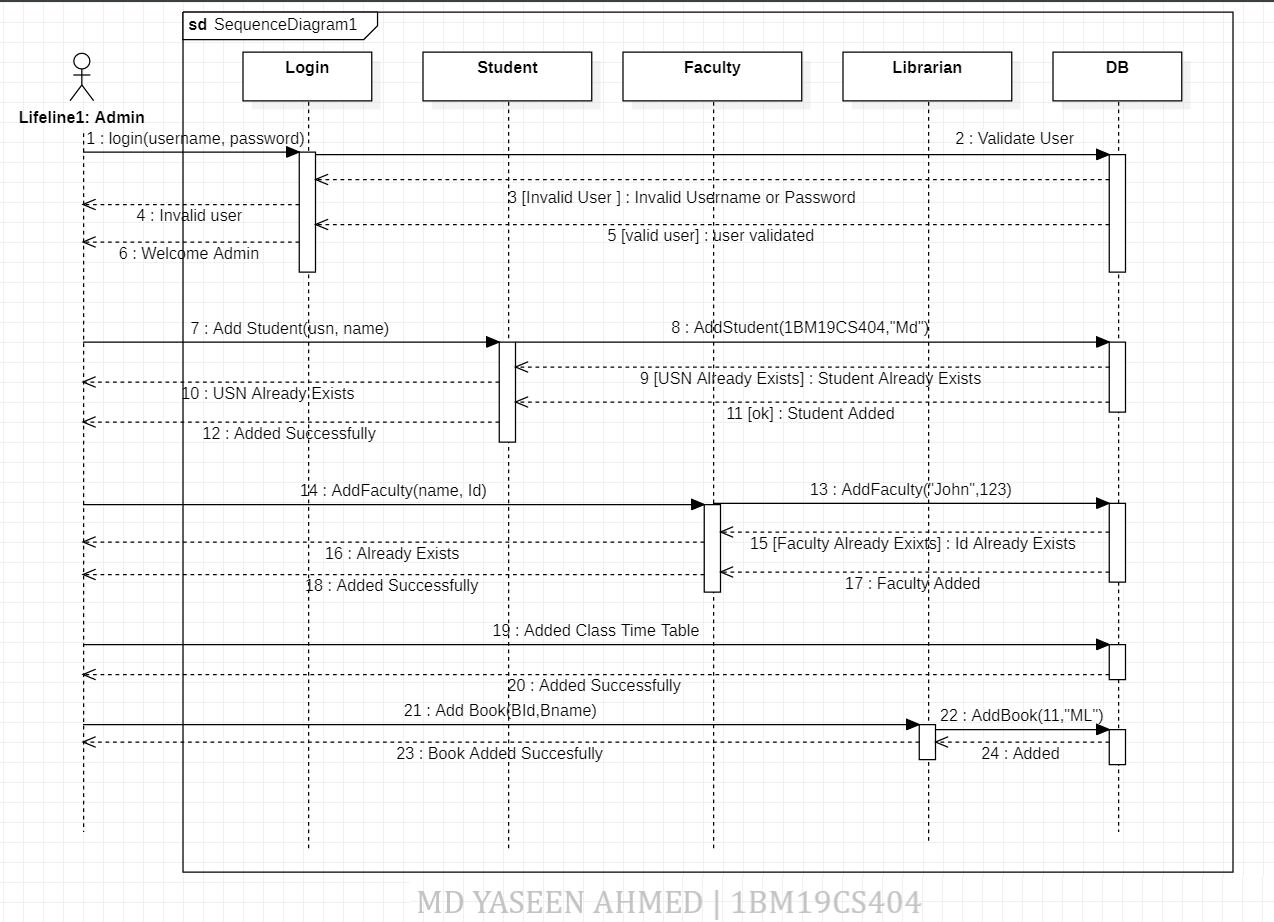 sd SequenceDiagram1
Login
Student
Faculty
Librarian
DB
Lifeline1: Admin
1 : login(username, password)
2 : Validate User
3 [Invalid User ] : Invalid Username or Password
4 : Invalid user
5 [valid user] : user validated
6 : Welcome Admin
7 : Add Student(usn, name)
8 : AddStudent(1BM19CS404,"Md")
9 [USN Already Exists] : Student Already Exists
10 : USN Already Exists
11 [ok] : Student Added
12 : Added Successfully
14 : AddFaculty(name, Id)
13 : AddFaculty("John",123)
15 [Faculty Already Exixts] : Id Already Exists
16 : Already Exists
17 : Faculty Added
18 : Added Successfully
19 : Added Class Time Table
20 : Added Successfully
21 : Add Book(BId,Bname)
22 : AddBook(11,"ML")
23 : Book Added Succesfully
24 : Added
MD YASEEN AHMED | 1BM19CS404